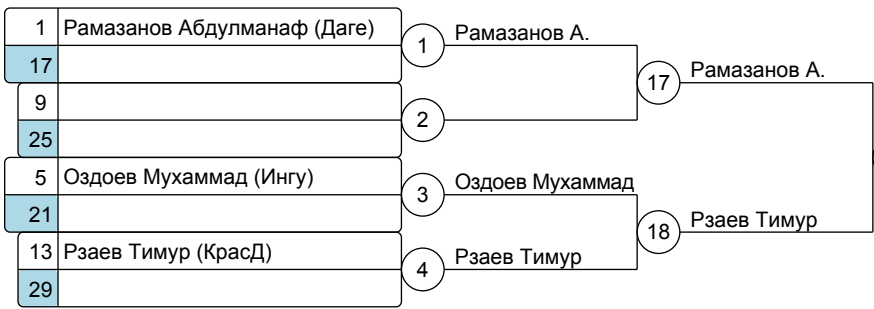 1 Рамазанов Абдулманаф (Даге)
17
1 Рамазанов А.
9
25
2
17 Рамазанов А.
5 Оздоев Мухаммад (Ингу)
21
3 Оздоев Мухаммад
13 Рзаев Тимур (КрасД)
29
4 Рзаев Тимур
18 Рзаев Тимур